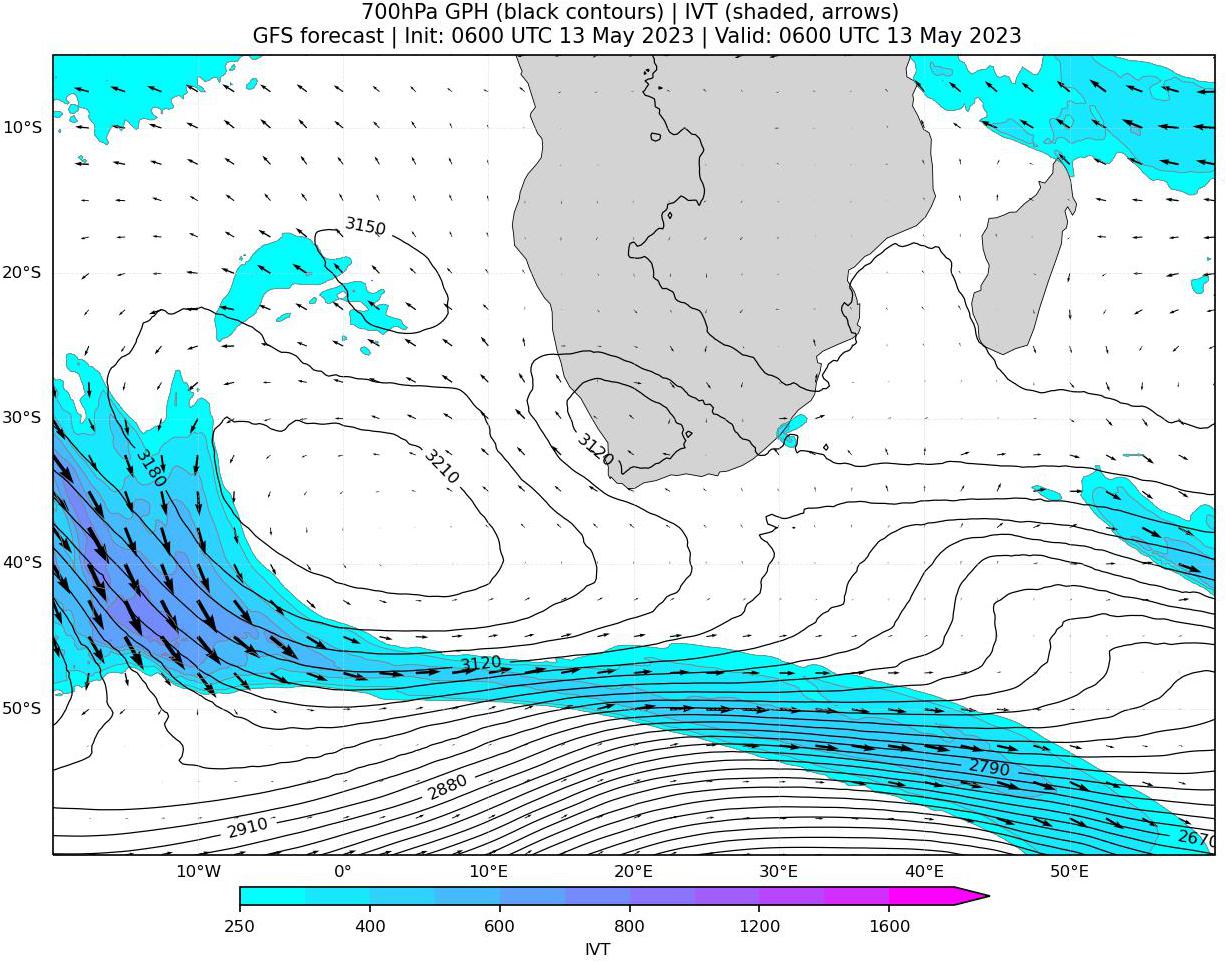 700hPa GPH (black contours) | IVT (shaded, arrows)
GFS forecast | Init: 0600 UTC 13 May 2023 | Valid: 0600 UTC 13 May 2023
10°S
3150
20°S
30°S
3180
3210
3120
40°S
3120
50°S
2790
2880
2910
2670
10°W 0° 10°E 20°E 30°E 40°E 50°E
250 400 600 800 1200 1600
IVT